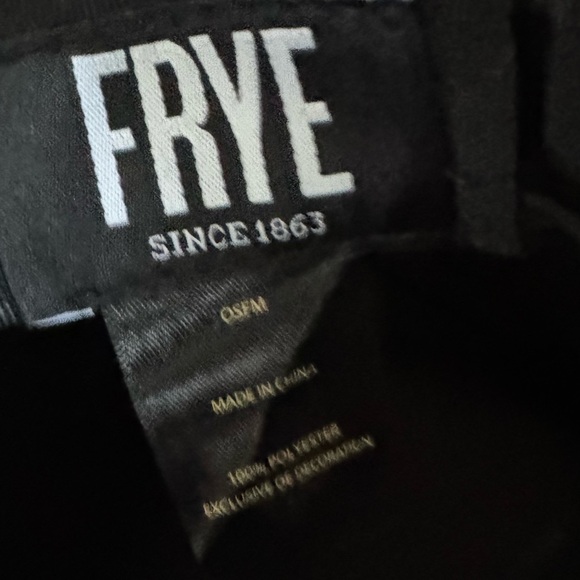 FRYE
SINCE 1863
OSFM
MADE IN CHINA
100% POLYESTER
EXCLUSIVE OF DECORATION